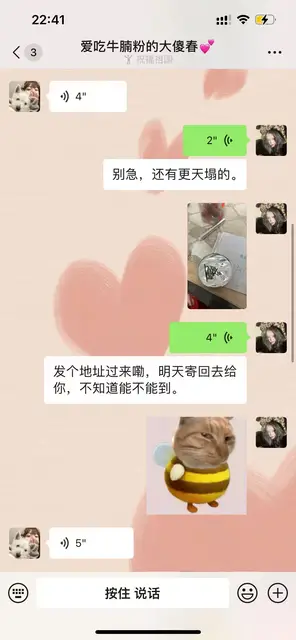 22:41
3
爱吃牛腩粉的大傻春💕
4"
2"
别急，还有更天塌的。
4"
发个地址过来嘞，明天寄回去给
你，不知道能不能到。
5"
按住 说话